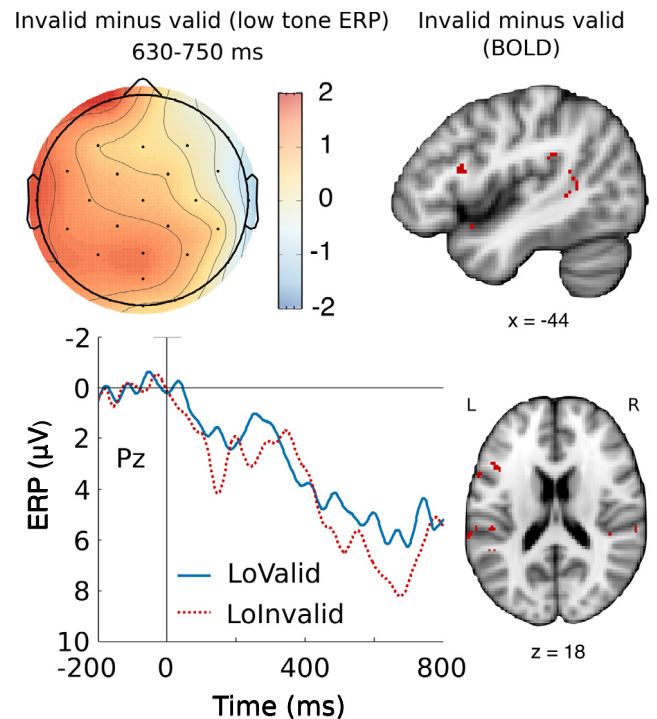 Invalid minus valid (low tone ERP)
630-750 ms
2
1
0
-1
-2
Invalid minus valid
(BOLD)
x = -44
-2
0
2
4
6
8
10
ERP (μV)
Pz
LoValid
LoInvalid
-200
0
400
800
Time (ms)
L
R
z = 18